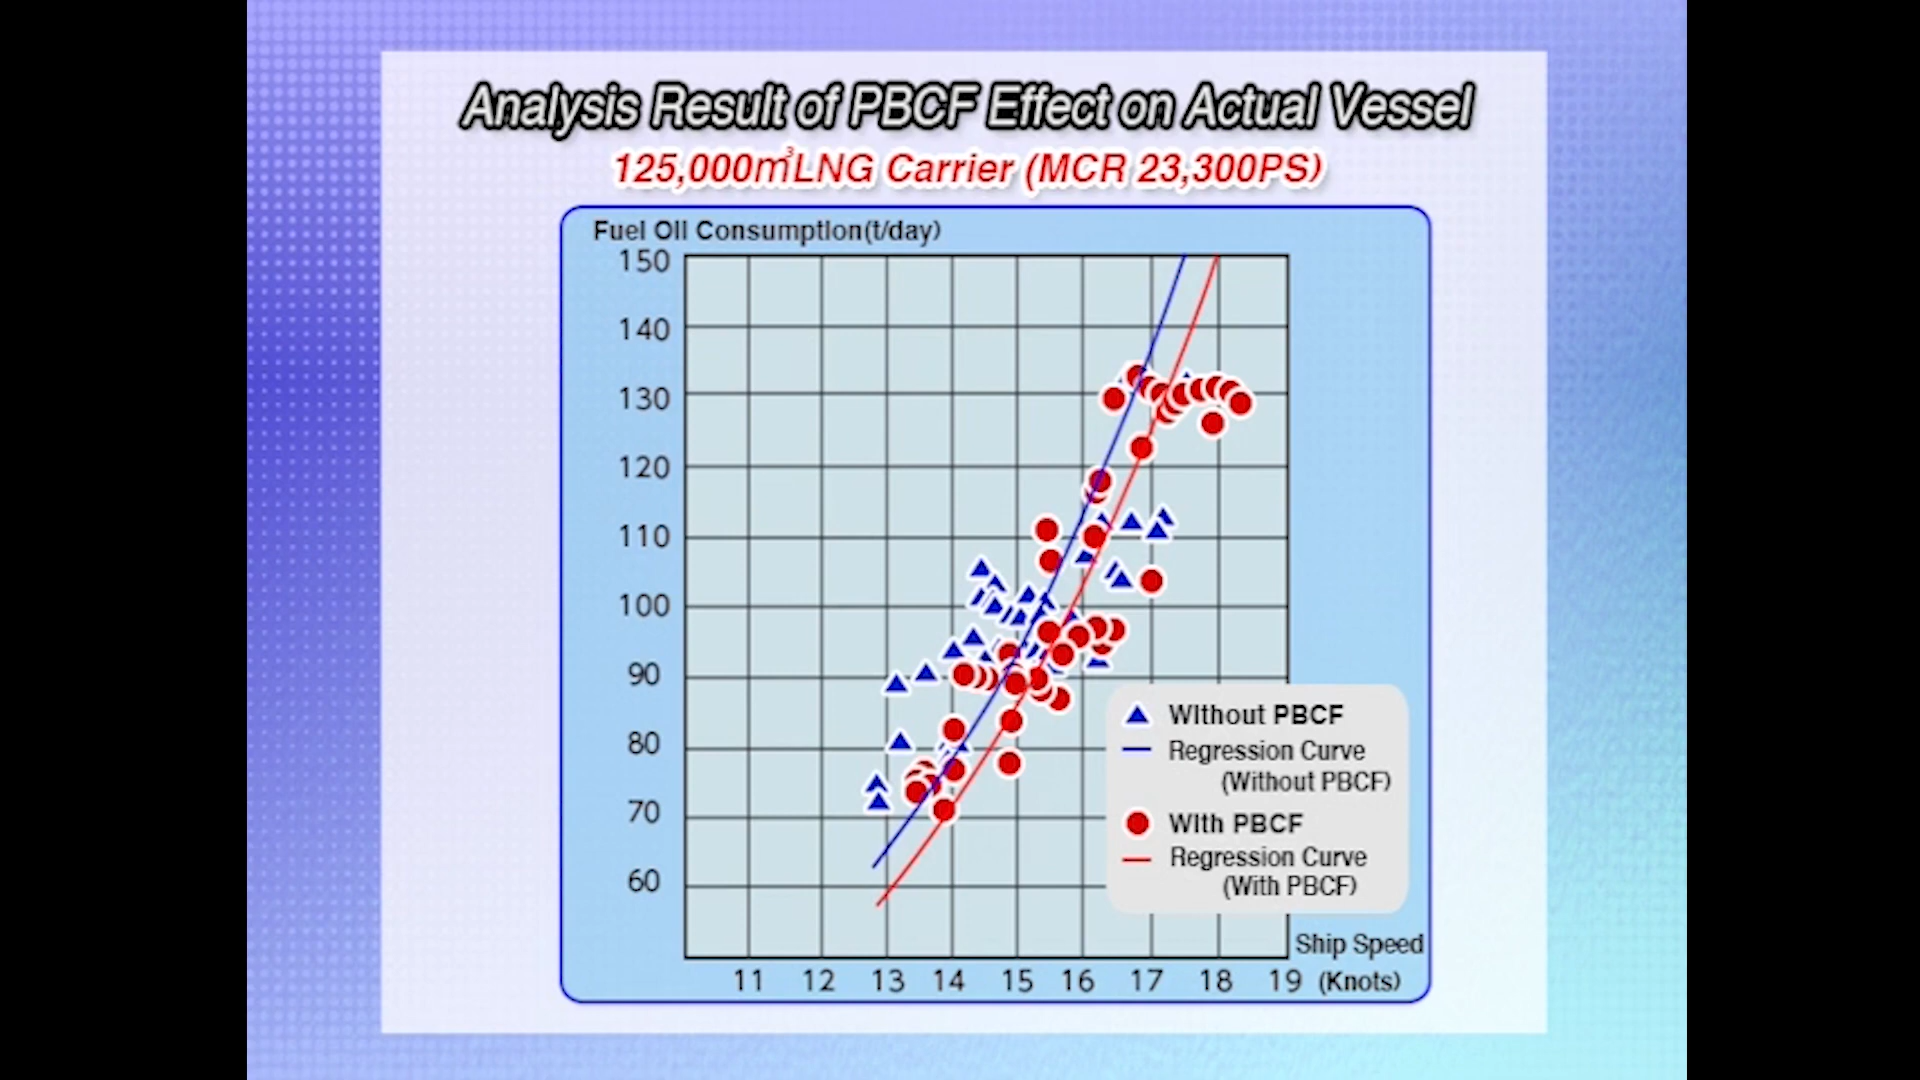 Analysis Result of PBCF Effect on Actual Vessel
125,000m³LNG Carrier (MCR 23,300PS)
Fuel Oil Consumption(t/day)
150
140
130
120
110
100
90
80
70
60
Without PBCF
Regression Curve
(Without PBCF)
With PBCF
Regression Curve
(With PBCF)
Ship Speed
11 12 13 14 15 16 17 18 19 (Knots)